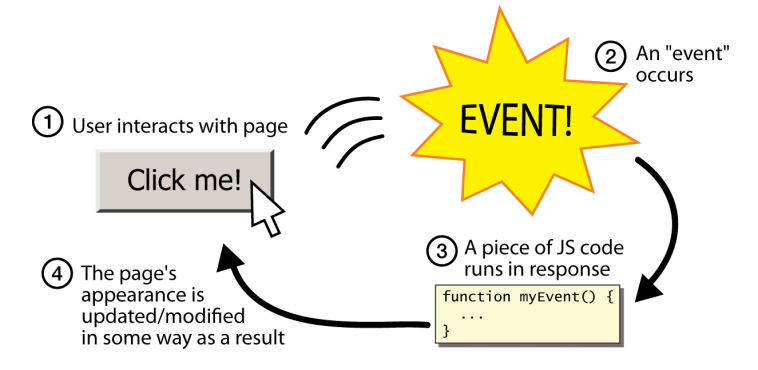 1 User interacts with page
Click me!
EVENT!
2 An "event"
occurs
3 A piece of JS code
runs in response
function myEvent() {
...
}
4 The page's
appearance is
updated/modified
in some way as a result